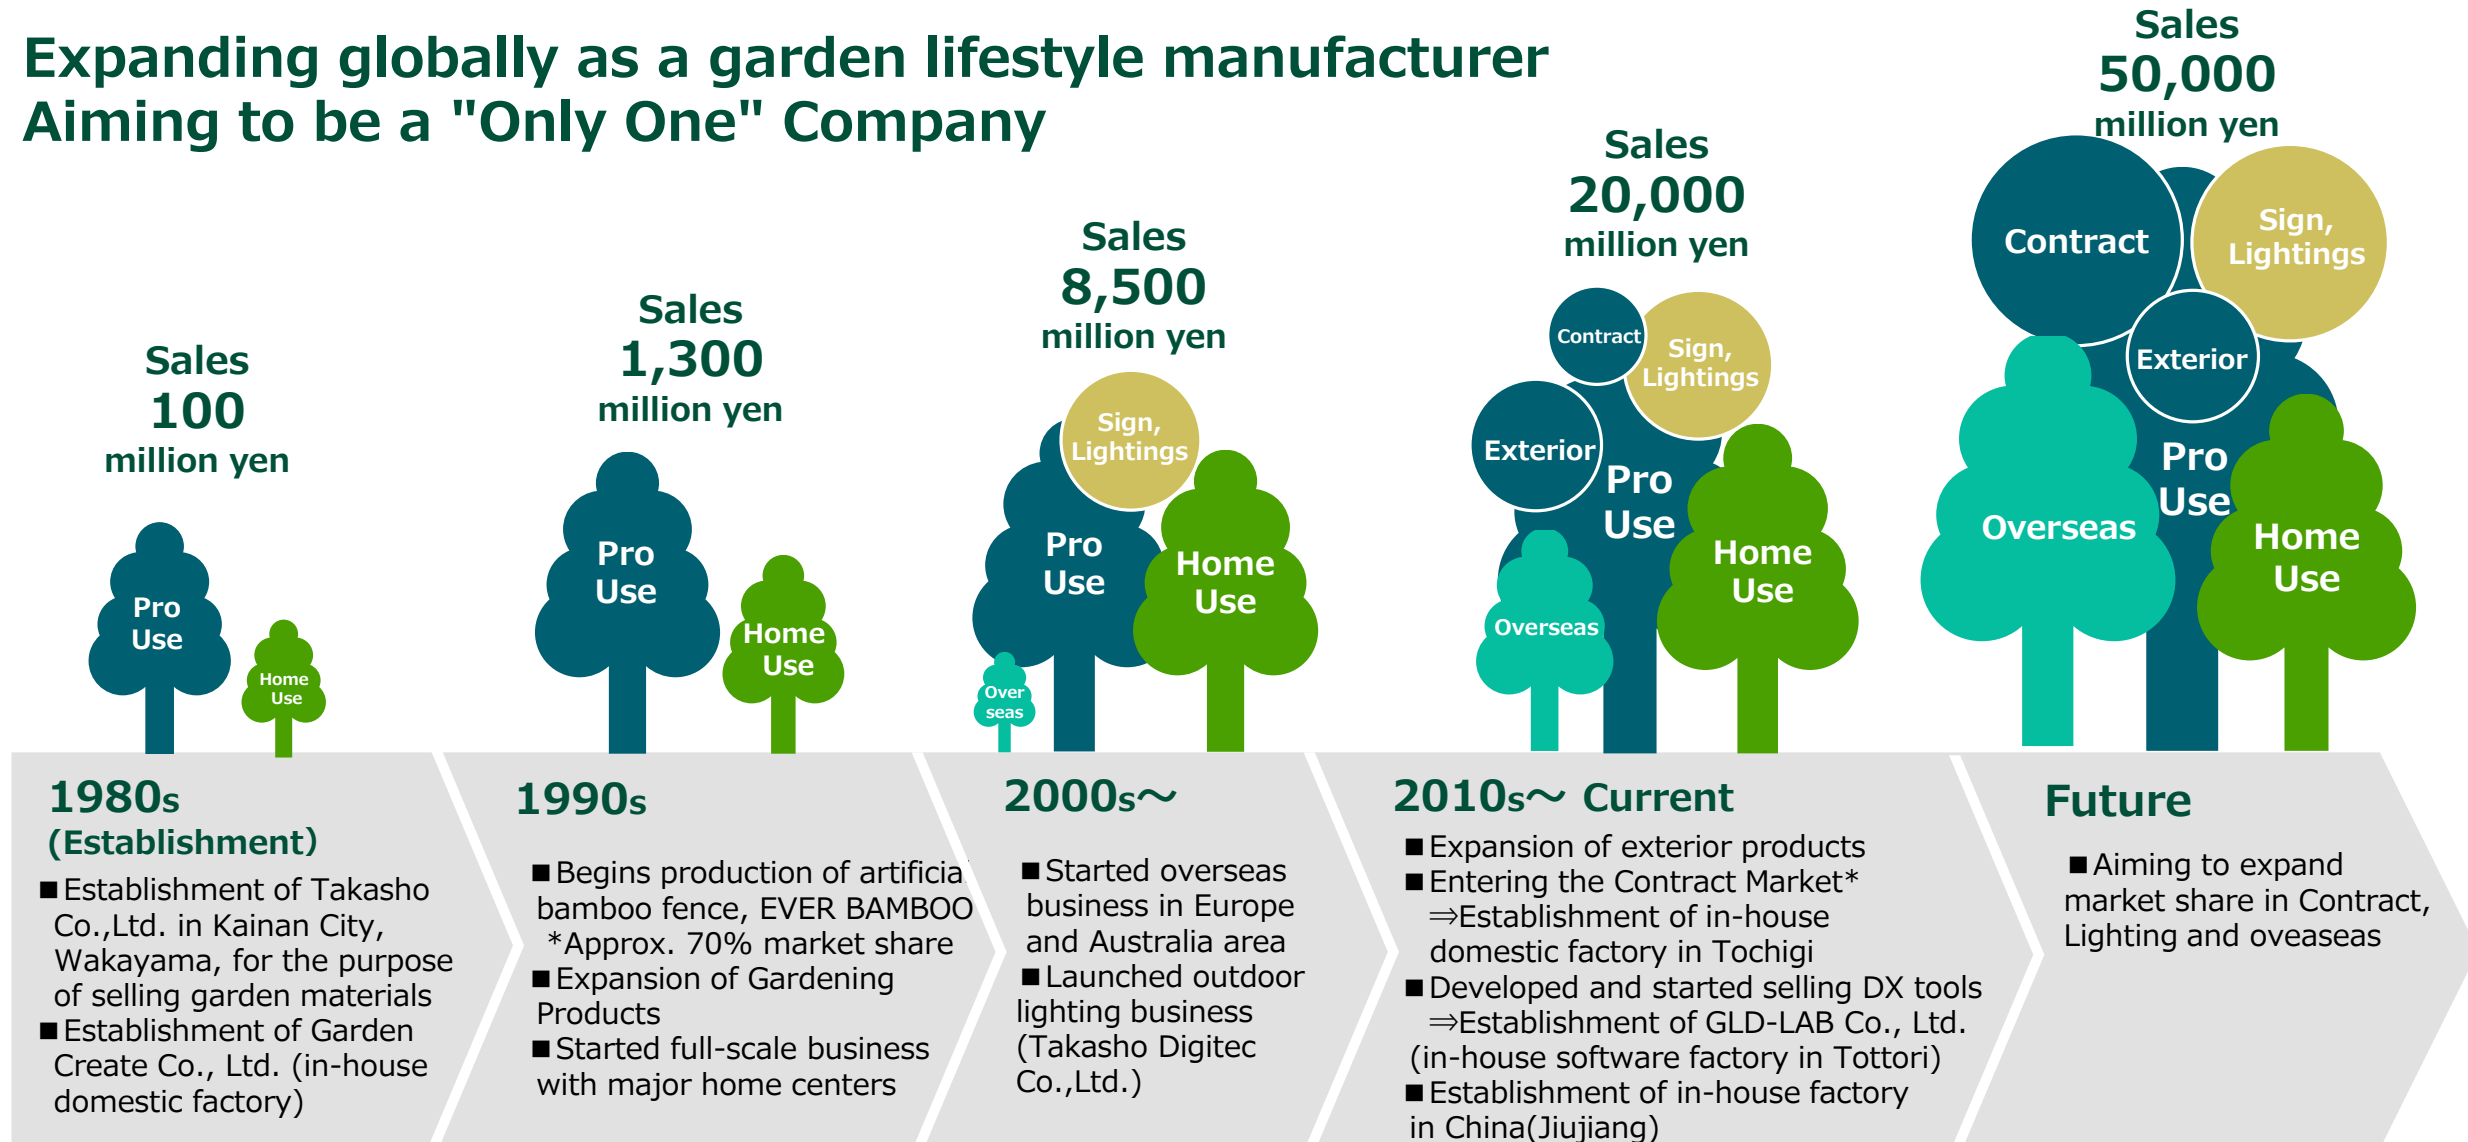 Expanding globally as a garden lifestyle manufacturer
Aiming to be a "Only One" Company
Sales
100
million yen
Pro
Use
Home
Use
Sales
1,300
million yen
Pro
Use
Home
Use
Sales
8,500
million yen
Sign,
Lightings
Pro
Use
Home
Use
Over
seas
Sales
20,000
million yen
Contract
Sign,
Lightings
Exterior
Pro
Use
Home
Use
Overseas
Sales
50,000
million yen
Contract
Sign,
Lightings
Exterior
Pro
Use
Overseas
Home
Use
1980s
(Establishment)
■Establishment of Takasho
Co.,Ltd. in Kainan City,
Wakayama, for the purpose
of selling garden materials
■Establishment of Garden
Create Co., Ltd. (in-house
domestic factory)
1990s
■Begins production of artificial
bamboo fence, EVER BAMBOO
*Approx. 70% market share
■Expansion of Gardening
Products
■Started full-scale business
with major home centers
2000s～
■Started overseas
business in Europe
and Australia area
■Launched outdoor
lighting business
(Takasho Digitec
Co.,Ltd.)
2010s～ Current
■Expansion of exterior products
■Entering the Contract Market*
⇒Establishment of in-house
domestic factory in Tochigi
■Developed and started selling DX tools
⇒Establishment of GLD-LAB Co., Ltd.
(in-house software factory in Tottori)
■Establishment of in-house factory
in China(Jiujiang)
Future
■Aiming to expand
market share in Contract,
Lighting and oveaseas